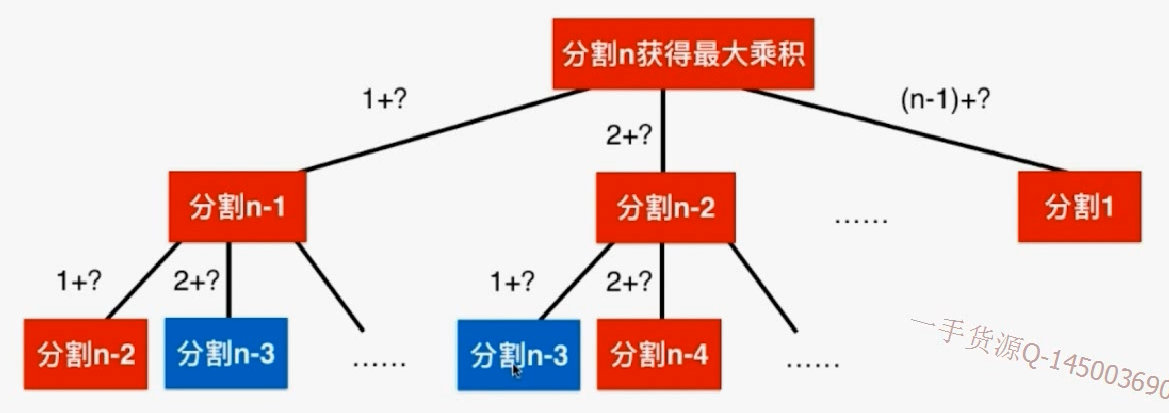 分割n获得最大乘积
1+?
2+?
(n-1)+?
分割n-1
分割n-2
......
分割1
1+?
2+?
1+?
2+?
分割n-2
分割n-3
......
分割n-3
分割n-4
......
一手货源Q-145003690